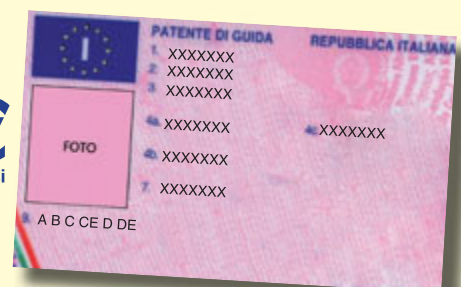 PATENTE DI GUIDA REPUBBLICA ITALIANA
I
1. XXXXXXX
2 XXXXXXX
3 XXXXXXX
4a. XXXXXXX 4c. XXXXXXX
FOTO
4b. XXXXXXX
7. XXXXXXX
9. A B C CE D DE
i